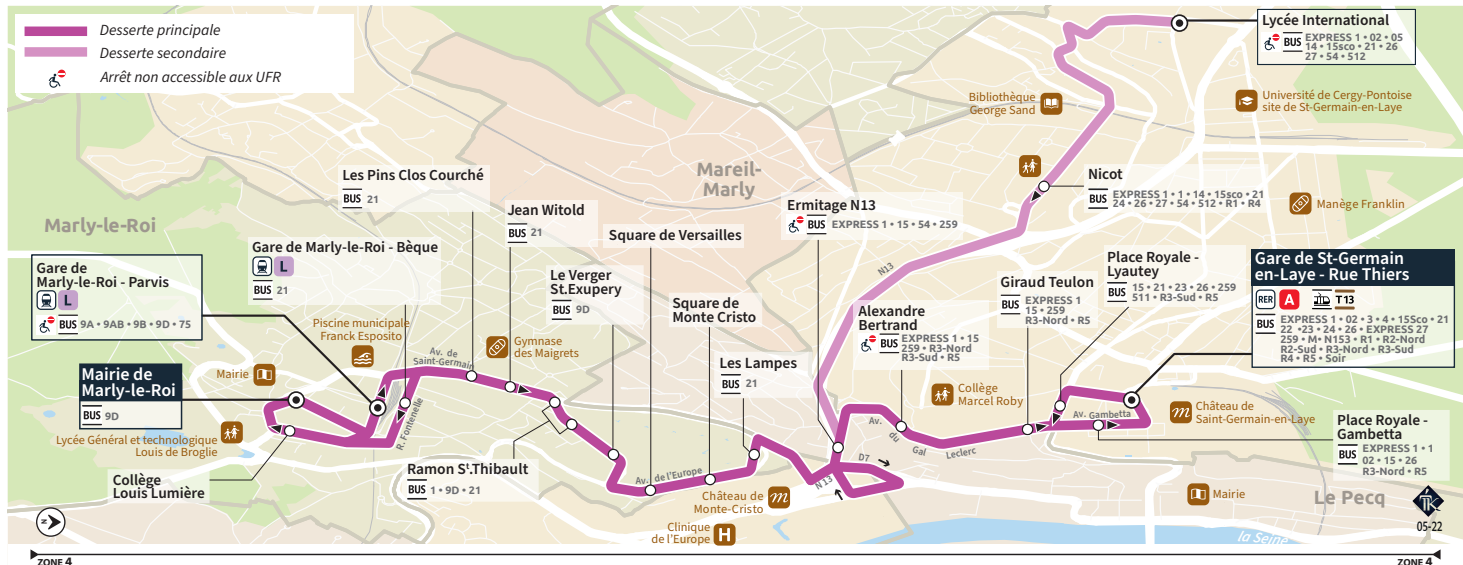 Desserte principale
Desserte secondaire
Arrêt non accessible aux UFR
Lycée International
BUS EXPRESS 1 • 02 • 05
14 • 15sco • 21 • 26
27 • 54 • 512
Bibliothèque
George Sand
Université de Cergy-Pontoise
site de St-Germain-en-Laye
Mareil-
Marly
Marly-le-Roi
Les Pins Clos Courché
BUS 21
Nicot
BUS EXPRESS 1 • 1 • 14 • 15sco • 21
24 • 26 • 27 • 54 • 512 • R1 • R4
Manège Franklin
Jean Witold
BUS 21
Ermitage N13
BUS EXPRESS 1 • 15 • 54 • 259
Square de Versailles
Gare de Marly-le-Roi - Bèque
L
BUS 21
Gare de
Marly-le-Roi - Parvis
L
BUS 9A • 9AB • 9B • 9D • 75
Le Verger
St.Exupery
BUS 9D
N13
Place Royale -
Lyautey
BUS 15 • 21 • 23 • 26 • 259
511 • R3-Sud • R5
Gare de St-Germain
en-Laye - Rue Thiers
RER A T 13
BUS EXPRESS 1 • 02 • 3 • 4 • 15Sco • 21
22 •23 • 24 • 26 • EXPRESS 27
259 • M• N153 • R1 • R2-Nord
R2-Sud • R3-Nord • R3-Sud
R4 • R5 • Soir
Giraud Teulon
BUS EXPRESS 1
15 • 259
R3-Nord • R5
Square de
Monte Cristo
Alexandre
Bertrand
BUS EXPRESS 1 • 15
259 • R3-Nord
R3-Sud • R5
Piscine municipale
Franck Esposito
Gymnase
des Maigrets
Av. de
Saint-Germain
Les Lampes
BUS 21
Mairie
Mairie de
Marly-le-Roi
BUS 9D
Collège
Marcel Roby
Château de
Saint-Germain-en-Laye
Av. Gambetta
R. Fontenelle
Lycée Général et technologique
Louis de Broglie
Av. du Gal Leclerc
Place Royale -
Gambetta
BUS EXPRESS 1 • 1
02 • 15 • 26
R3-Nord • R5
Collège
Louis Lumière
Ramon St.Thibault
BUS 1 • 9D • 21
Av. de l'Europe
D7
N13
Château de
Monte-Cristo
Clinique
de l'Europe
H
Mairie
Le Pecq
la Seine
N
05-22
ZONE 4
ZONE 4